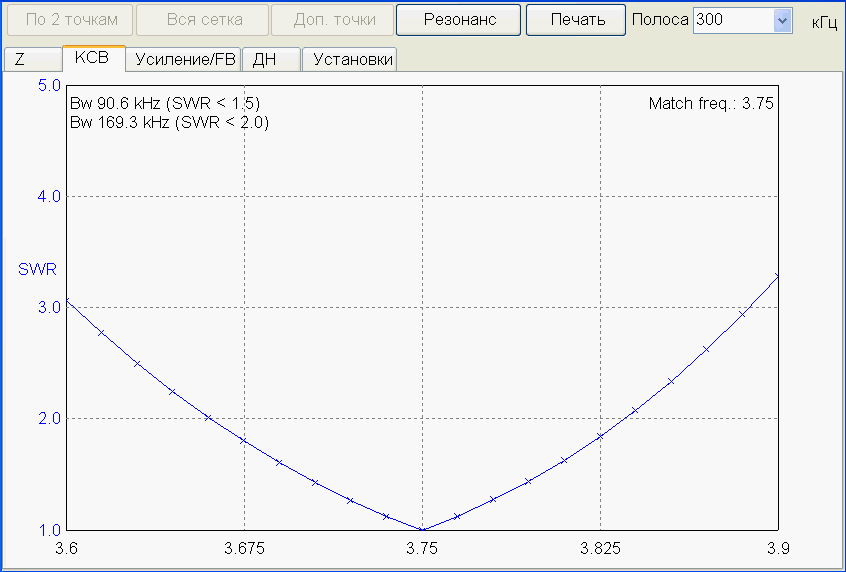 По 2 точкам Вся сетка Доп. точки Резонанс Печать Полоса 300 кГц
Z КСВ Усиление/FB ДН Установки
5.0
Bw 90.6 kHz (SWR < 1.5) Match freq.: 3.75
Bw 169.3 kHz (SWR < 2.0)
4.0
SWR
3.0
2.0
1.0
3.6 3.675 3.75 3.825 3.9